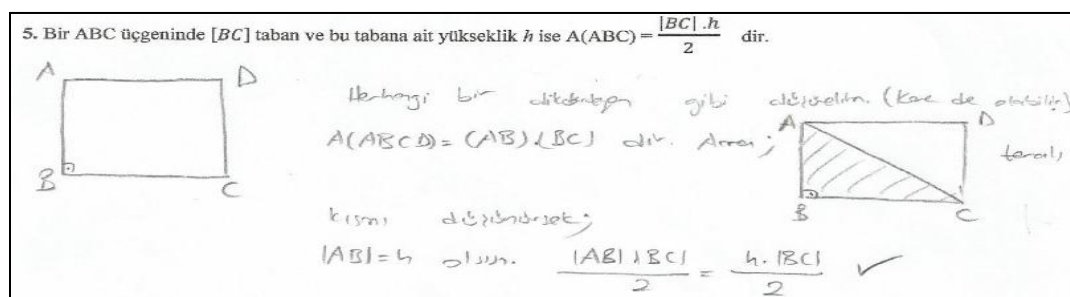 5. Bir ABC üçgeninde [BC] taban ve bu tabana ait yükseklik h ise A(ABC) = |BC| .h / 2 dir.
A D
B C
Herhangi bir dikdörtgen gibi düşünelim. (Kare de olabilir)
A(ABCD) = |AB|.|BC| dir. Ama;
A D
B C
taralı
kısmı düşünürsek;
|AB| = h olsun. |AB|.|BC| / 2 = h.|BC| / 2 ✓